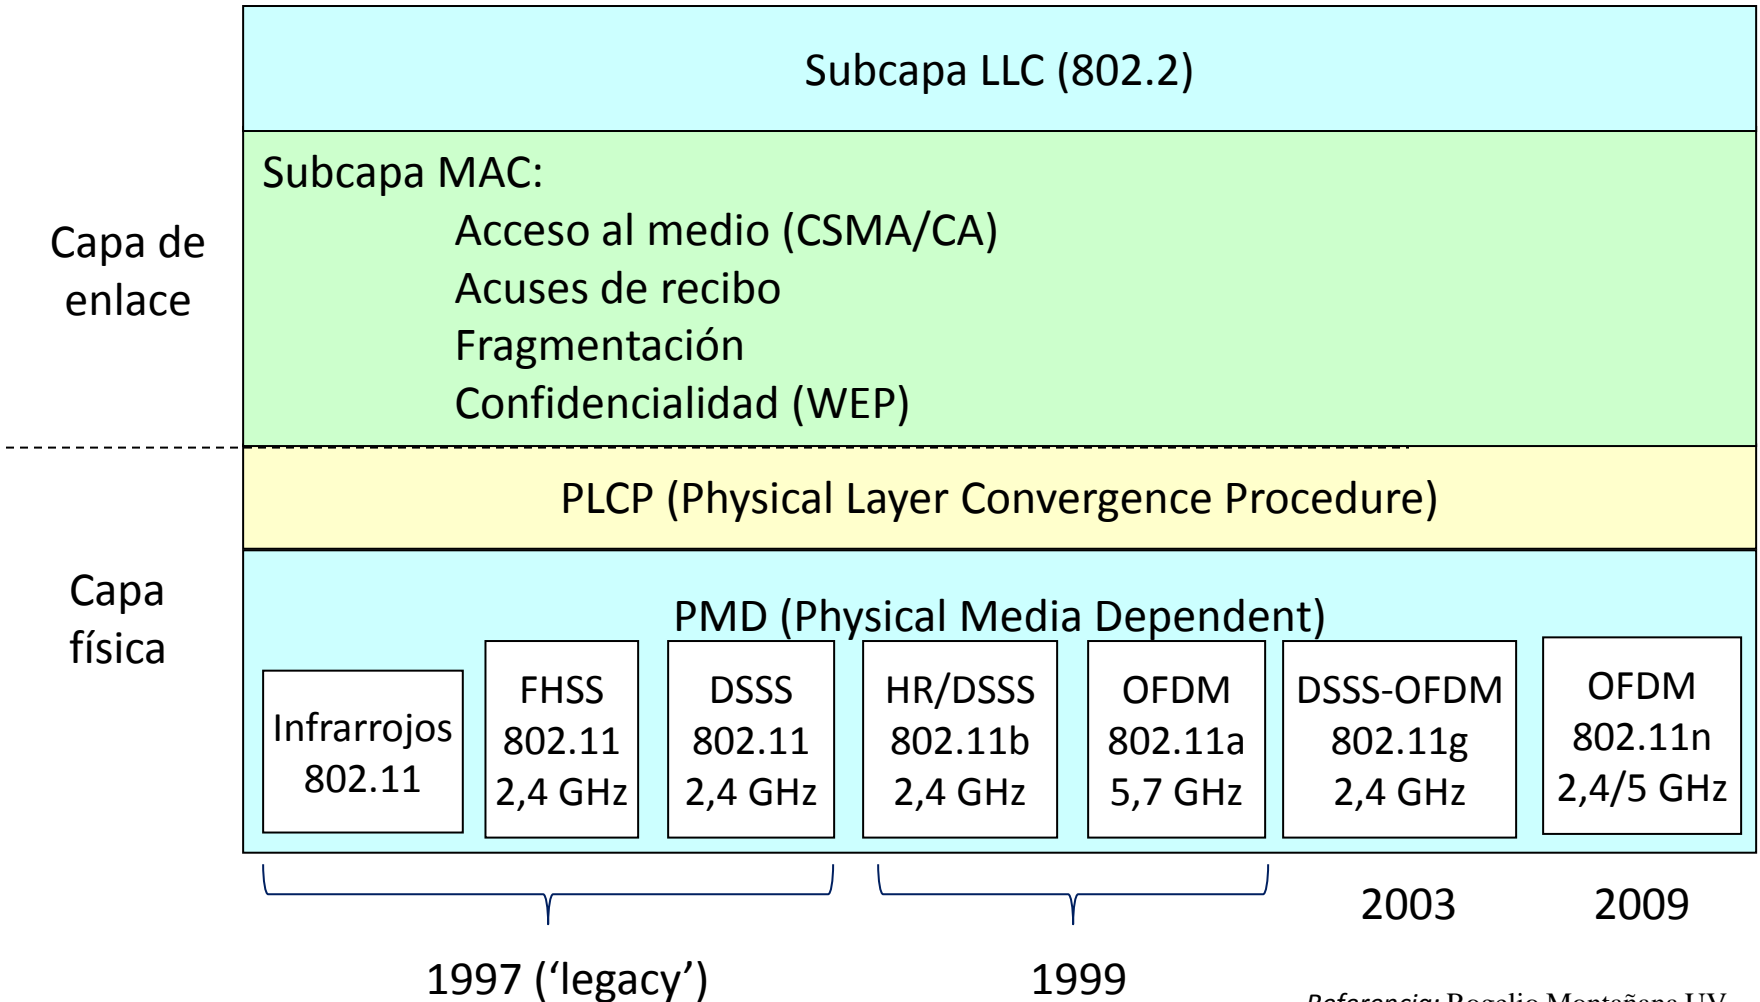 Subcapa LLC (802.2)
Subcapa MAC:
Acceso al medio (CSMA/CA)
Acuses de recibo
Fragmentación
Confidencialidad (WEP)
Capa de
enlace
PLCP (Physical Layer Convergence Procedure)
Capa
física
PMD (Physical Media Dependent)
Infrarrojos
802.11
FHSS
802.11
2,4 GHz
DSSS
802.11
2,4 GHz
HR/DSSS
802.11b
2,4 GHz
OFDM
802.11a
5,7 GHz
DSSS-OFDM
802.11g
2,4 GHz
OFDM
802.11n
2,4/5 GHz
1997 (‘legacy’)
1999
2003
2009
Referencia: Rogelio Montañana UV